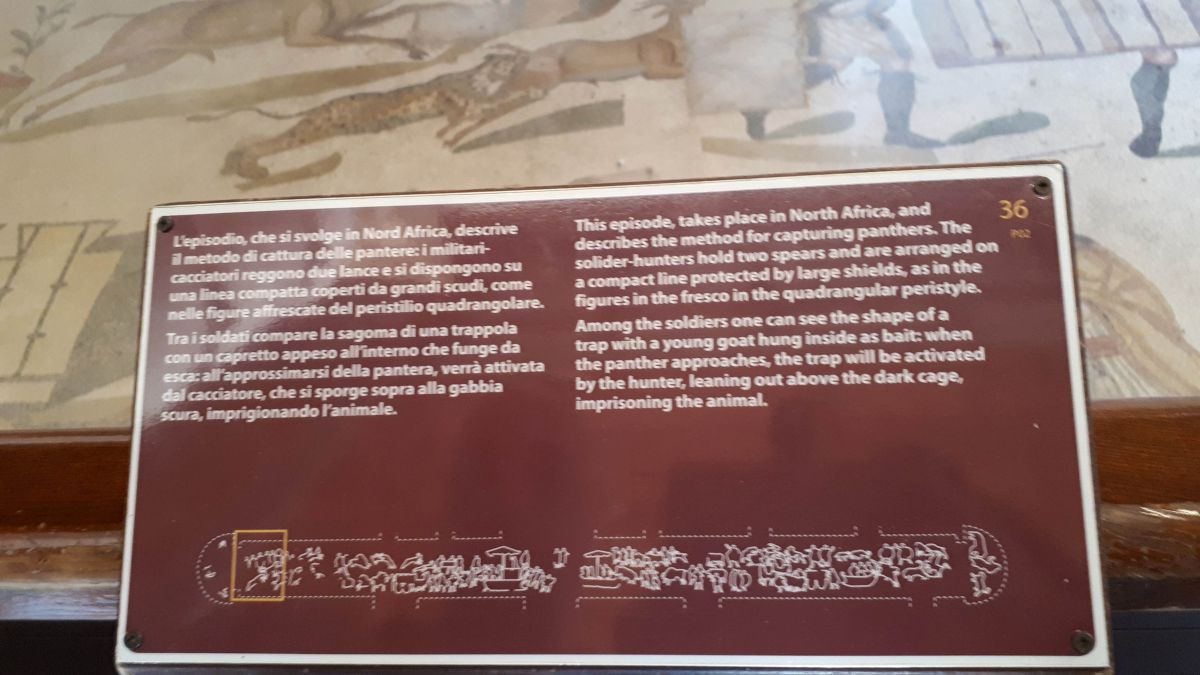 L'episodio, che si svolge in Nord Africa, descrive
il metodo di cattura delle pantere: i militari-
cacciatori reggono due lance e si dispongono su
una linea compatta coperti da grandi scudi, come
nelle figure affrescate del peristilio quadrangolare.
Tra i soldati compare la sagoma di una trappola
con un capretto appeso all'interno che funge da
esca: all'approssimarsi della pantera, verrà attivata
dal cacciatore, che si sporge sopra alla gabbia
scura, imprigionando l'animale.
This episode, takes place in North Africa, and
describes the method for capturing panthers. The
solider-hunters hold two spears and are arranged on
a compact line protected by large shields, as in the
figures in the fresco in the quadrangular peristyle.
Among the soldiers one can see the shape of a
trap with a young goat hung inside as bait: when
the panther approaches, the trap will be activated
by the hunter, leaning out above the dark cage,
imprisoning the animal.
36